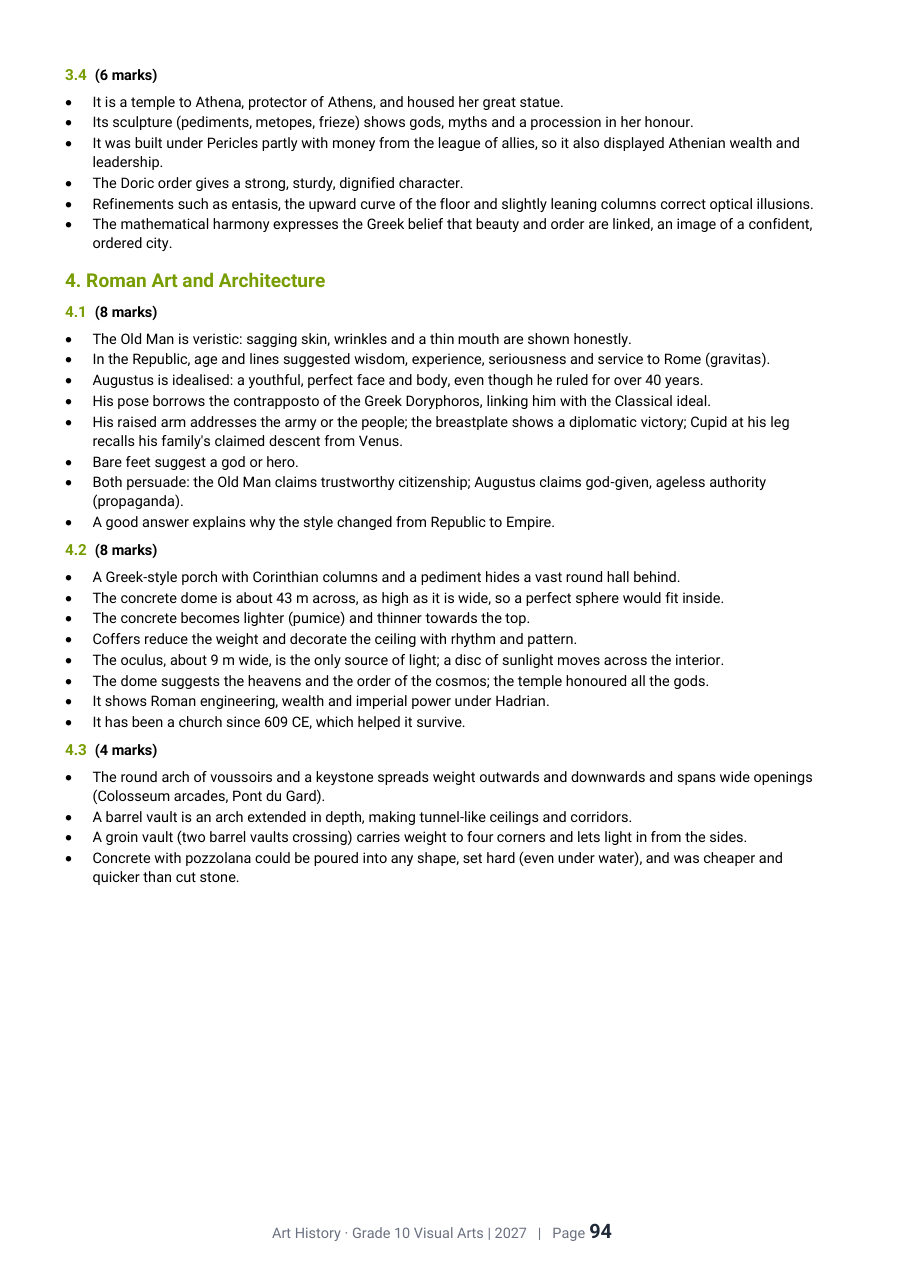 3.4 (6 marks)
• It is a temple to Athena, protector of Athens, and housed her great statue.
• Its sculpture (pediments, metopes, frieze) shows gods, myths and a procession in her honour.
• It was built under Pericles partly with money from the league of allies, so it also displayed Athenian wealth and
leadership.
• The Doric order gives a strong, sturdy, dignified character.
• Refinements such as entasis, the upward curve of the floor and slightly leaning columns correct optical illusions.
• The mathematical harmony expresses the Greek belief that beauty and order are linked, an image of a confident,
ordered city.
4. Roman Art and Architecture
4.1 (8 marks)
• The Old Man is veristic: sagging skin, wrinkles and a thin mouth are shown honestly.
• In the Republic, age and lines suggested wisdom, experience, seriousness and service to Rome (gravitas).
• Augustus is idealised: a youthful, perfect face and body, even though he ruled for over 40 years.
• His pose borrows the contrapposto of the Greek Doryphoros, linking him with the Classical ideal.
• His raised arm addresses the army or the people; the breastplate shows a diplomatic victory; Cupid at his leg
recalls his family's claimed descent from Venus.
• Bare feet suggest a god or hero.
• Both persuade: the Old Man claims trustworthy citizenship; Augustus claims god-given, ageless authority
(propaganda).
• A good answer explains why the style changed from Republic to Empire.
4.2 (8 marks)
• A Greek-style porch with Corinthian columns and a pediment hides a vast round hall behind.
• The concrete dome is about 43 m across, as high as it is wide, so a perfect sphere would fit inside.
• The concrete becomes lighter (pumice) and thinner towards the top.
• Coffers reduce the weight and decorate the ceiling with rhythm and pattern.
• The oculus, about 9 m wide, is the only source of light; a disc of sunlight moves across the interior.
• The dome suggests the heavens and the order of the cosmos; the temple honoured all the gods.
• It shows Roman engineering, wealth and imperial power under Hadrian.
• It has been a church since 609 CE, which helped it survive.
4.3 (4 marks)
• The round arch of voussoirs and a keystone spreads weight outwards and downwards and spans wide openings
(Colosseum arcades, Pont du Gard).
• A barrel vault is an arch extended in depth, making tunnel-like ceilings and corridors.
• A groin vault (two barrel vaults crossing) carries weight to four corners and lets light in from the sides.
• Concrete with pozzolana could be poured into any shape, set hard (even under water), and was cheaper and
quicker than cut stone.
Art History · Grade 10 Visual Arts | 2027 | Page 94